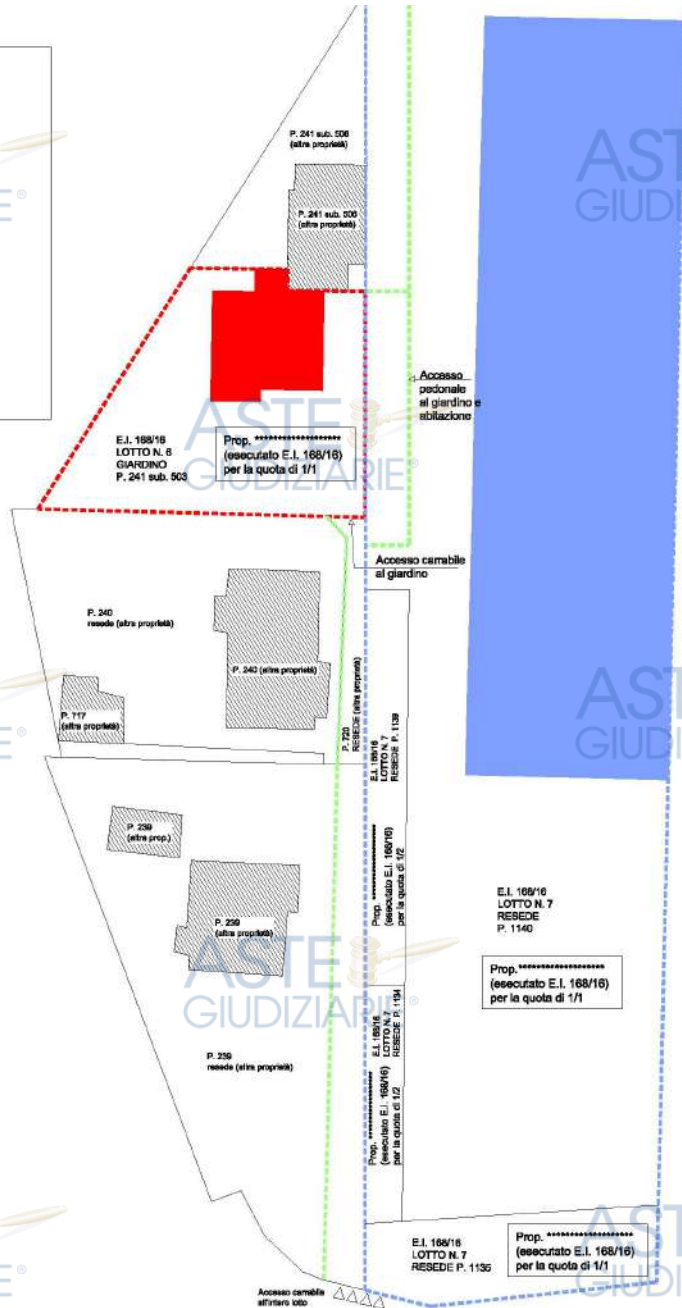 P. 241 sub. 506
(altra proprietà)
P. 241 sub. 506
(altra proprietà)
Accesso
pedonale
al giardino e
abitazione
E.I. 168/16
LOTTO N. 6
GIARDINO
P. 241 sub. 503
Prop. *******************
(esecutato E.I. 168/16)
per la quota di 1/1
Accesso carrabile
al giardino
P. 240
resede (altra proprietà)
P. 240 (altra proprietà)
P. 717
(altra proprietà)
P. 720
RESEDE (altra proprietà)
E.I. 168/16
LOTTO N. 7
RESEDE P. 1139
Prop. *******************
(esecutato E.I. 168/16)
per la quota di 1/2
P. 239
(altra prop.)
P. 239
(altra proprietà)
E.I. 168/16
LOTTO N. 7
RESEDE
P. 1140
Prop. *******************
(esecutato E.I. 168/16)
per la quota di 1/1
E.I. 168/16
LOTTO N. 7
RESEDE P. 1134
Prop. *******************
(esecutato E.I. 168/16)
per la quota di 1/2
P. 239
resede (altra proprietà)
E.I. 168/16
LOTTO N. 7
RESEDE P. 1135
Prop. *******************
(esecutato E.I. 168/16)
per la quota di 1/1
Accesso carrabile
all'intero lotto
ASTE
GIUDIZIARIE®
ASTE
GIUDIZIARIE®
AST
GIUDI
AST
GIUDI
AST
GIUDI
E®
E®
E®